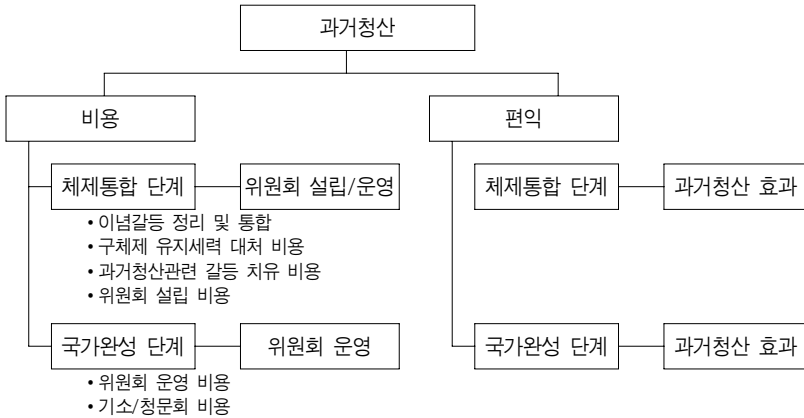 과거청산
비용
편익
체제통합 단계
위원회 설립/운영
체제통합 단계
과거청산 효과
• 이념갈등 정리 및 통합
• 구체제 유지세력 대처 비용
• 과거청산관련 갈등 치유 비용
• 위원회 설립 비용
국가완성 단계
위원회 운영
국가완성 단계
과거청산 효과
• 위원회 운영 비용
• 기소/청문회 비용